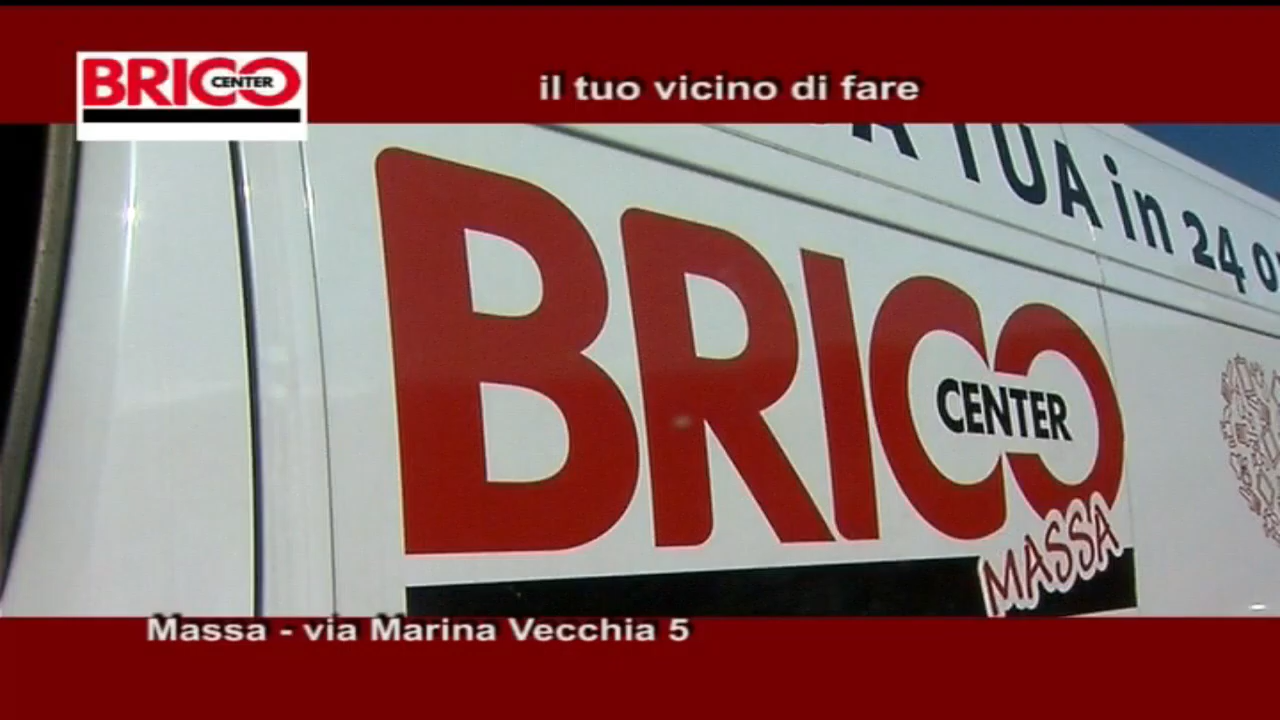 BRICO
CENTER
il tuo vicino di fare
A TUA in 24 o
BRICO
CENTER
MASSA
Massa - via Marina Vecchia 5